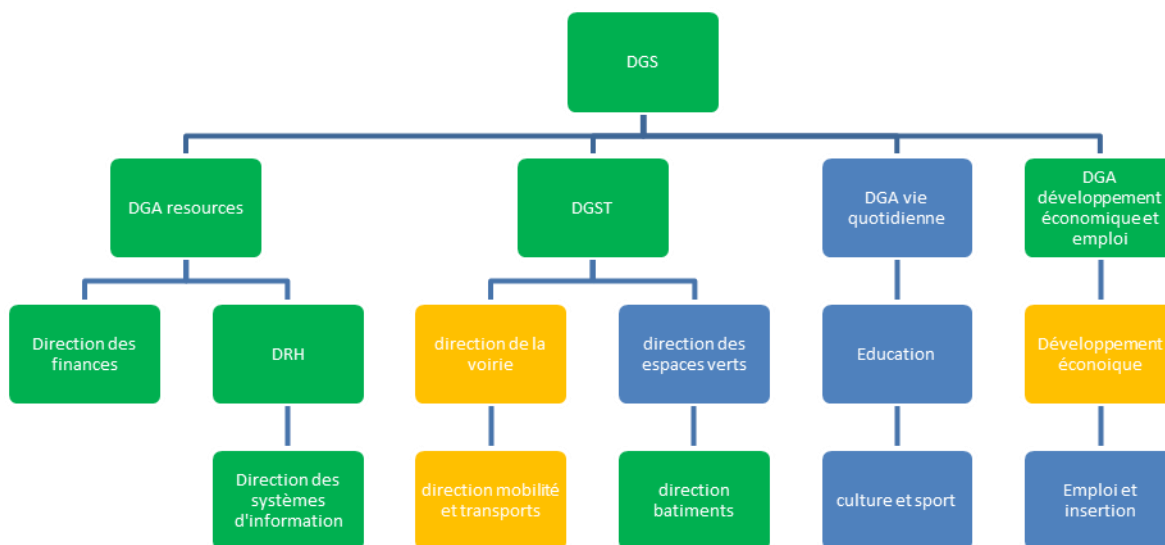 DGS
DGA resources
DGST
DGA vie
quotidienne
DGA
développement
économique et
emploi
Direction des
finances
DRH
direction de la
voirie
direction des
espaces verts
Education
Développement
éconoique
Direction des
systèmes
d'information
direction mobilité
et transports
direction
batiments
culture et sport
Emploi et
insertion